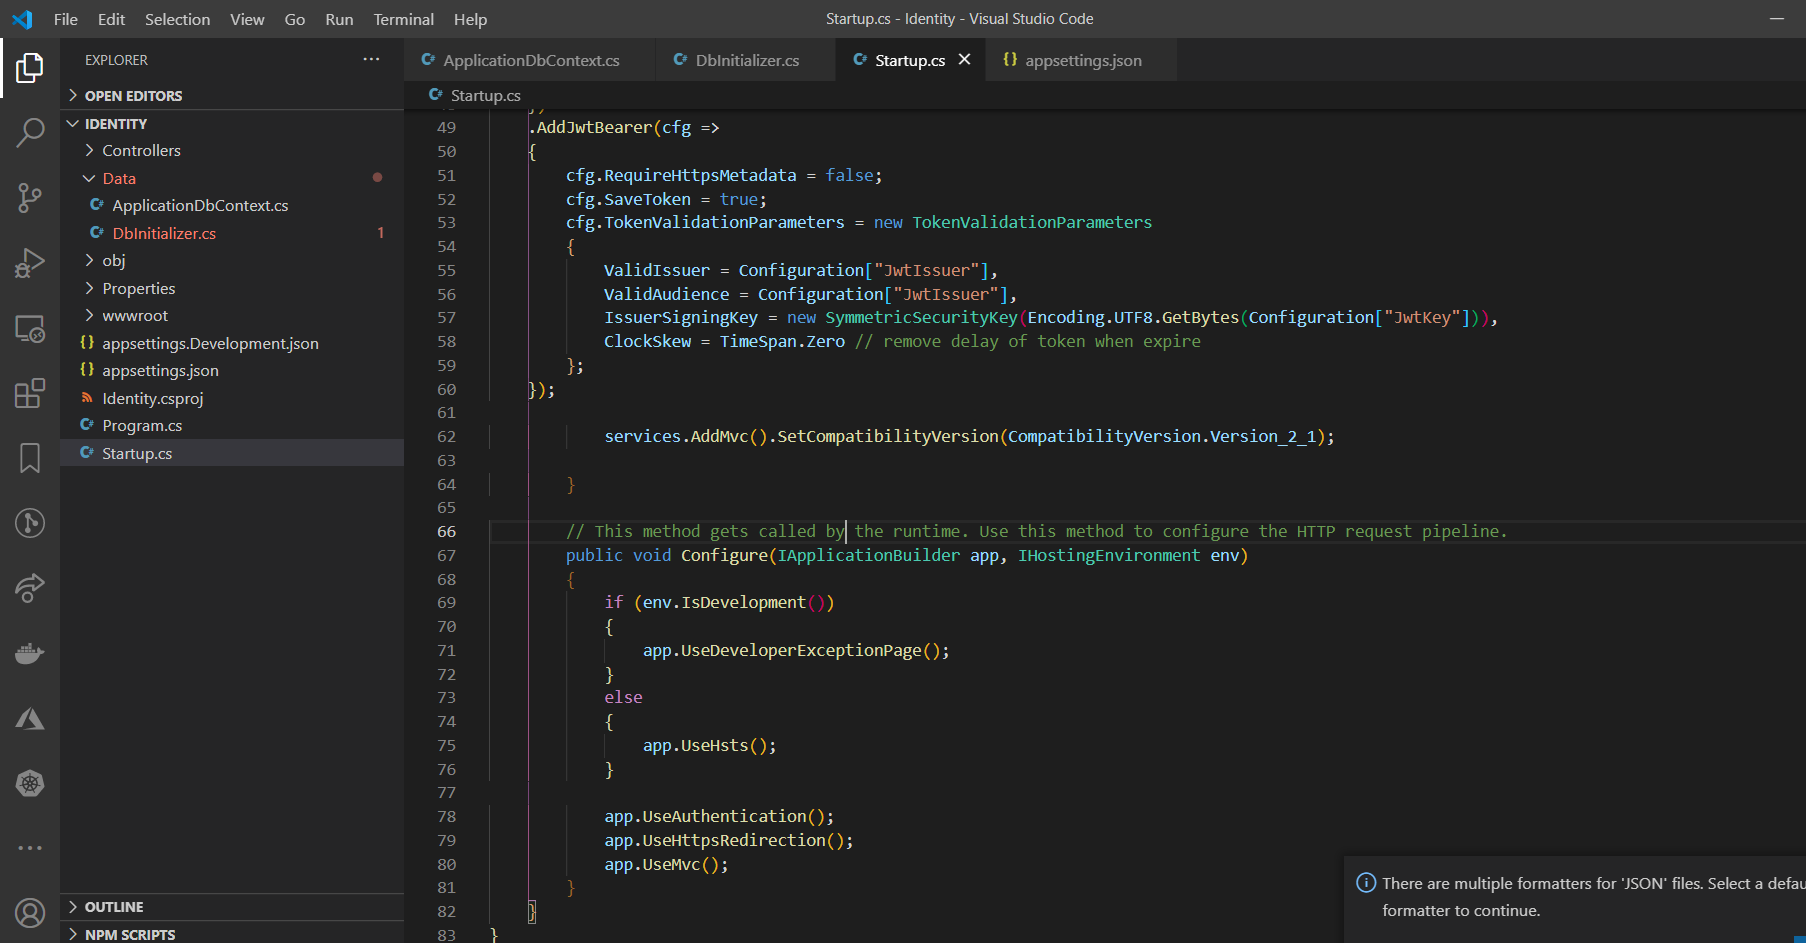 File Edit Selection View Go Run Terminal Help
Startup.cs - Identity - Visual Studio Code
EXPLORER
OPEN EDITORS
IDENTITY
Controllers
Data
ApplicationDbContext.cs
DbInitializer.cs 1
obj
Properties
wwwroot
appsettings.Development.json
appsettings.json
Identity.csproj
Program.cs
Startup.cs
OUTLINE
NPM SCRIPTS
ApplicationDbContext.cs DbInitializer.cs Startup.cs appsettings.json
Startup.cs
49 .AddJwtBearer(cfg =>
50 {
51 cfg.RequireHttpsMetadata = false;
52 cfg.SaveToken = true;
53 cfg.TokenValidationParameters = new TokenValidationParameters
54 {
55 ValidIssuer = Configuration["JwtIssuer"],
56 ValidAudience = Configuration["JwtIssuer"],
57 IssuerSigningKey = new SymmetricSecurityKey(Encoding.UTF8.GetBytes(Configuration["JwtKey"])),
58 ClockSkew = TimeSpan.Zero // remove delay of token when expire
59 };
60 });
61
62 services.AddMvc().SetCompatibilityVersion(CompatibilityVersion.Version_2_1);
63
64 }
65
66 // This method gets called by the runtime. Use this method to configure the HTTP request pipeline.
67 public void Configure(IApplicationBuilder app, IHostingEnvironment env)
68 {
69 if (env.IsDevelopment())
70 {
71 app.UseDeveloperExceptionPage();
72 }
73 else
74 {
75 app.UseHsts();
76 }
77
78 app.UseAuthentication();
79 app.UseHttpsRedirection();
80 app.UseMvc();
81 }
82 }
83 }
There are multiple formatters for 'JSON' files. Select a defau
formatter to continue.